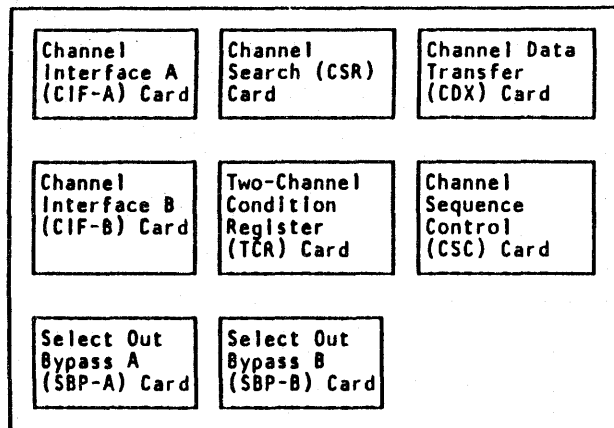 Channel
Interface A
(CIF-A) Card
Channel
Search (CSR)
Card
Channel Data
Transfer
(CDX) Card
Channel
Interface B
(CIF-B) Card
Two-Channel
Condition
Register
(TCR) Card
Channel
Sequence
Control
(CSC) Card
Select Out
Bypass A
(SBP-A) Card
Select Out
Bypass B
(SBP-B) Card